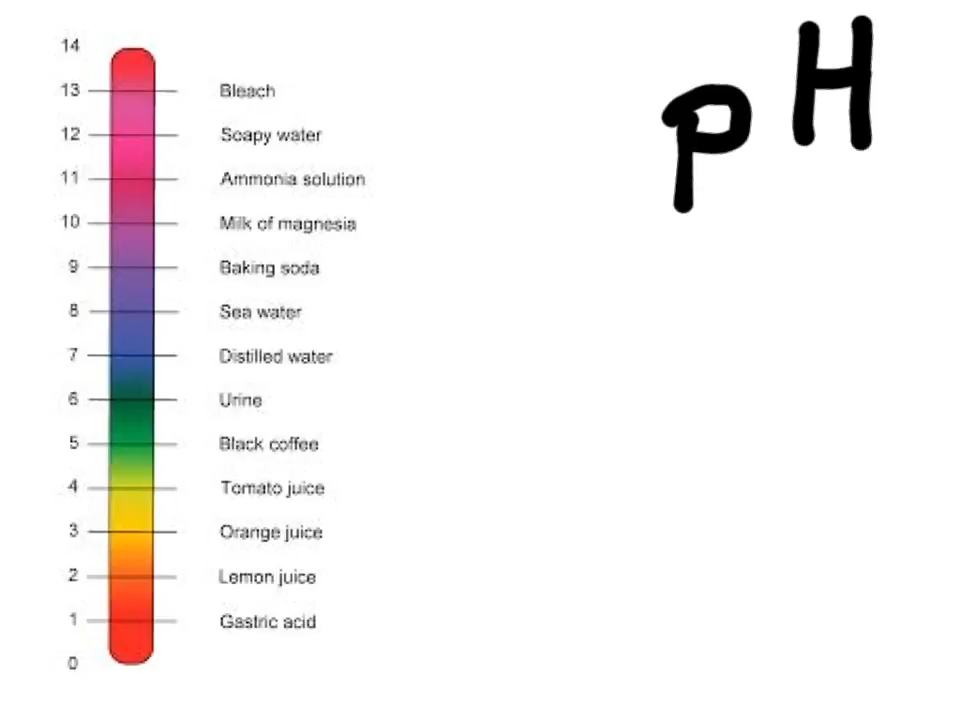 pH
14
13 Bleach
12 Soapy water
11 Ammonia solution
10 Milk of magnesia
9 Baking soda
8 Sea water
7 Distilled water
6 Urine
5 Black coffee
4 Tomato juice
3 Orange juice
2 Lemon juice
1 Gastric acid
0